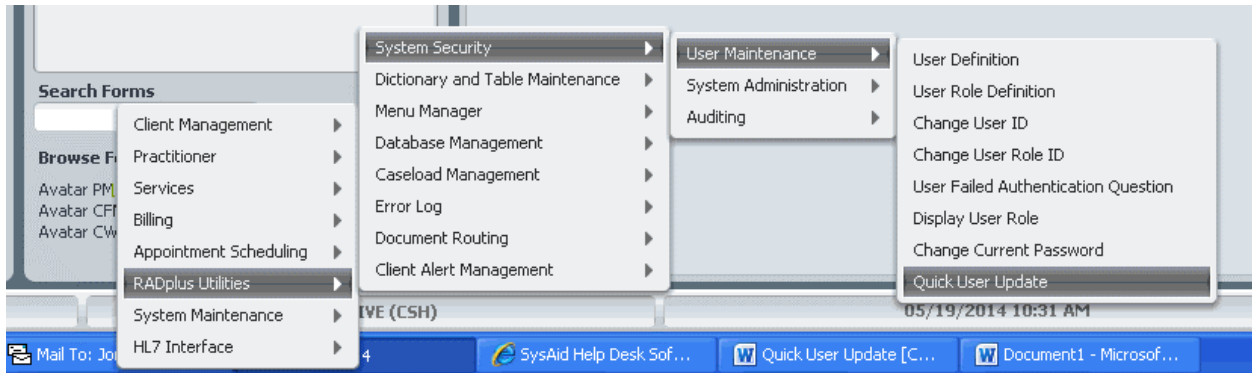 Search Forms
Browse F
Avatar PM
Avatar CF
Avatar CW
Client Management
Practitioner
Services
Billing
Appointment Scheduling
RADplus Utilities
System Maintenance
HL7 Interface
System Security
Dictionary and Table Maintenance
Menu Manager
Database Management
Caseload Management
Error Log
Document Routing
Client Alert Management
User Maintenance
System Administration
Auditing
User Definition
User Role Definition
Change User ID
Change User Role ID
User Failed Authentication Question
Display User Role
Change Current Password
Quick User Update
IVE (CSH)
05/19/2014 10:31 AM
Mail To: Jo
4
SysAid Help Desk Sof...
Quick User Update [C...
Document1 - Microsof...